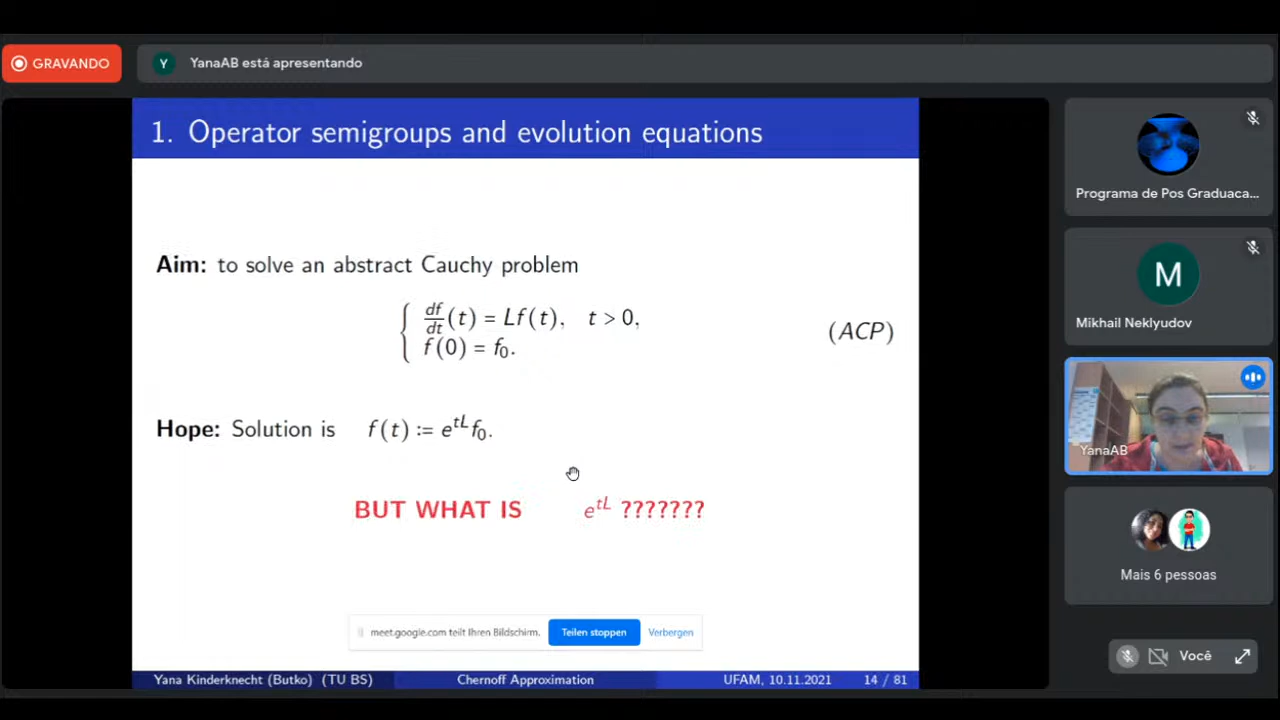 GRAVANDO
Y YanaAB está apresentando
1. Operator semigroups and evolution equations
Aim: to solve an abstract Cauchy problem
df/dt (t) = Lf(t), t > 0,
f(0) = f₀.
(ACP)
Hope: Solution is f(t) := e^{tL} f₀.
BUT WHAT IS e^{tL} ???????
meet.google.com teilt Ihren Bildschirm. Teilen stoppen Verbergen
Yana Kinderknecht (Butko) (TU BS) Chernoff Approximation UFAM, 10.11.2021 14 / 81
Programa de Pos Graduaca...
M
Mikhail Neklyudov
YanaAB
Mais 6 pessoas
Você